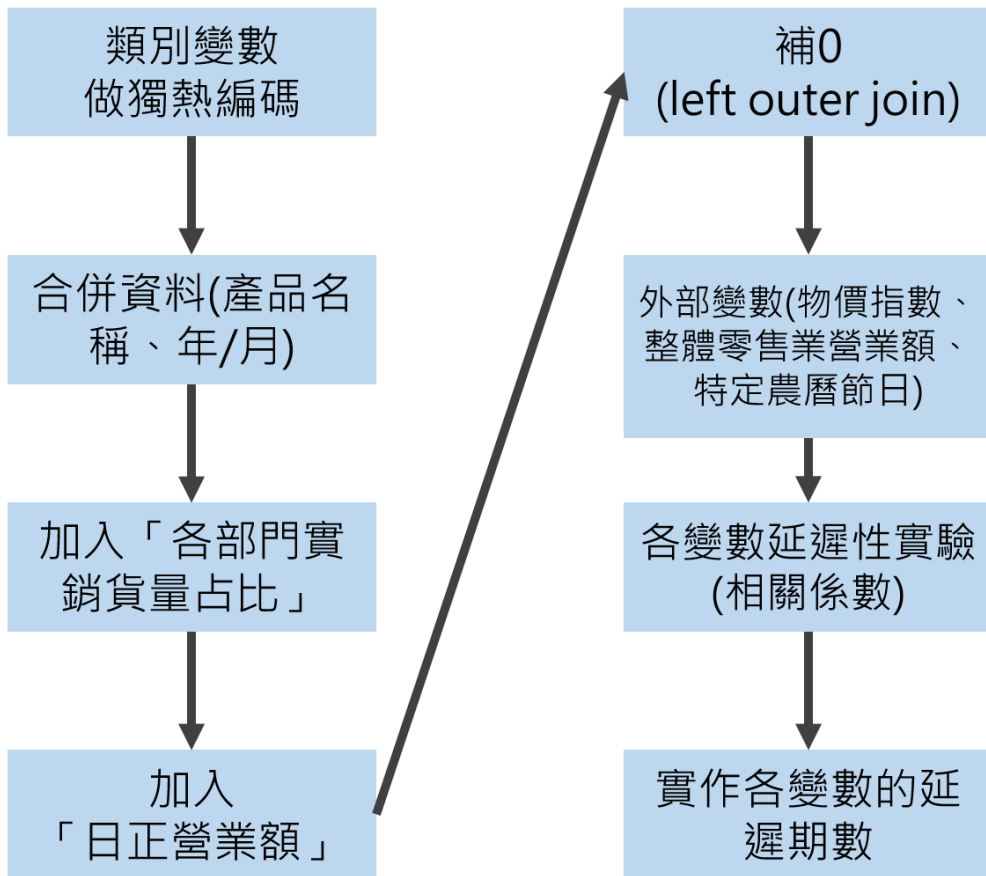 類別變數
做獨熱編碼
合併資料(產品名
稱、年/月)
加入「各部門實
銷貨量占比」
加入
「日正營業額」
補0
(left outer join)
外部變數(物價指數、
整體零售業營業額、
特定農曆節日)
各變數延遲性實驗
(相關係數)
實作各變數的延
遲期數